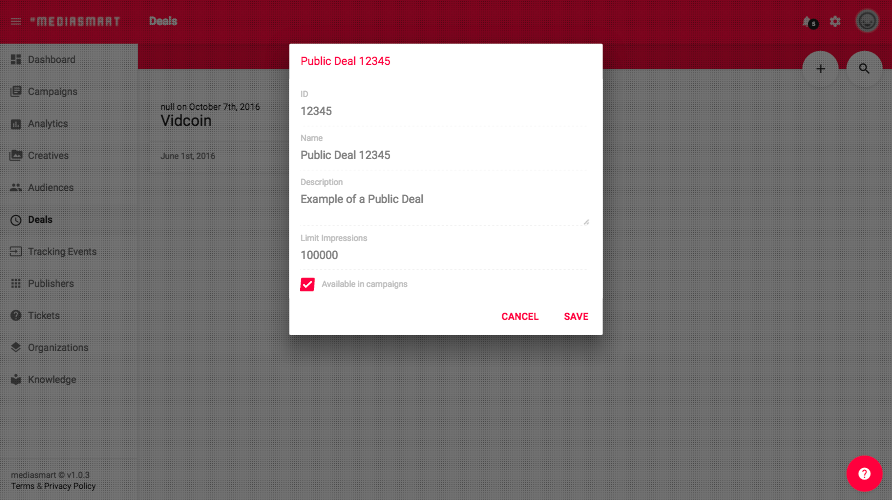 MEDIASMART
Deals
6
Dashboard
Campaigns
Analytics
Creatives
Audiences
Deals
Tracking Events
Publishers
Tickets
Organizations
Knowledge
mediasmart © v1.0.3
Terms & Privacy Policy
null on October 7th, 2016
Vidcoin
June 1st, 2016
Public Deal 12345
ID
12345
Name
Public Deal 12345
Description
Example of a Public Deal
Limit Impressions
100000
Available in campaigns
CANCEL SAVE